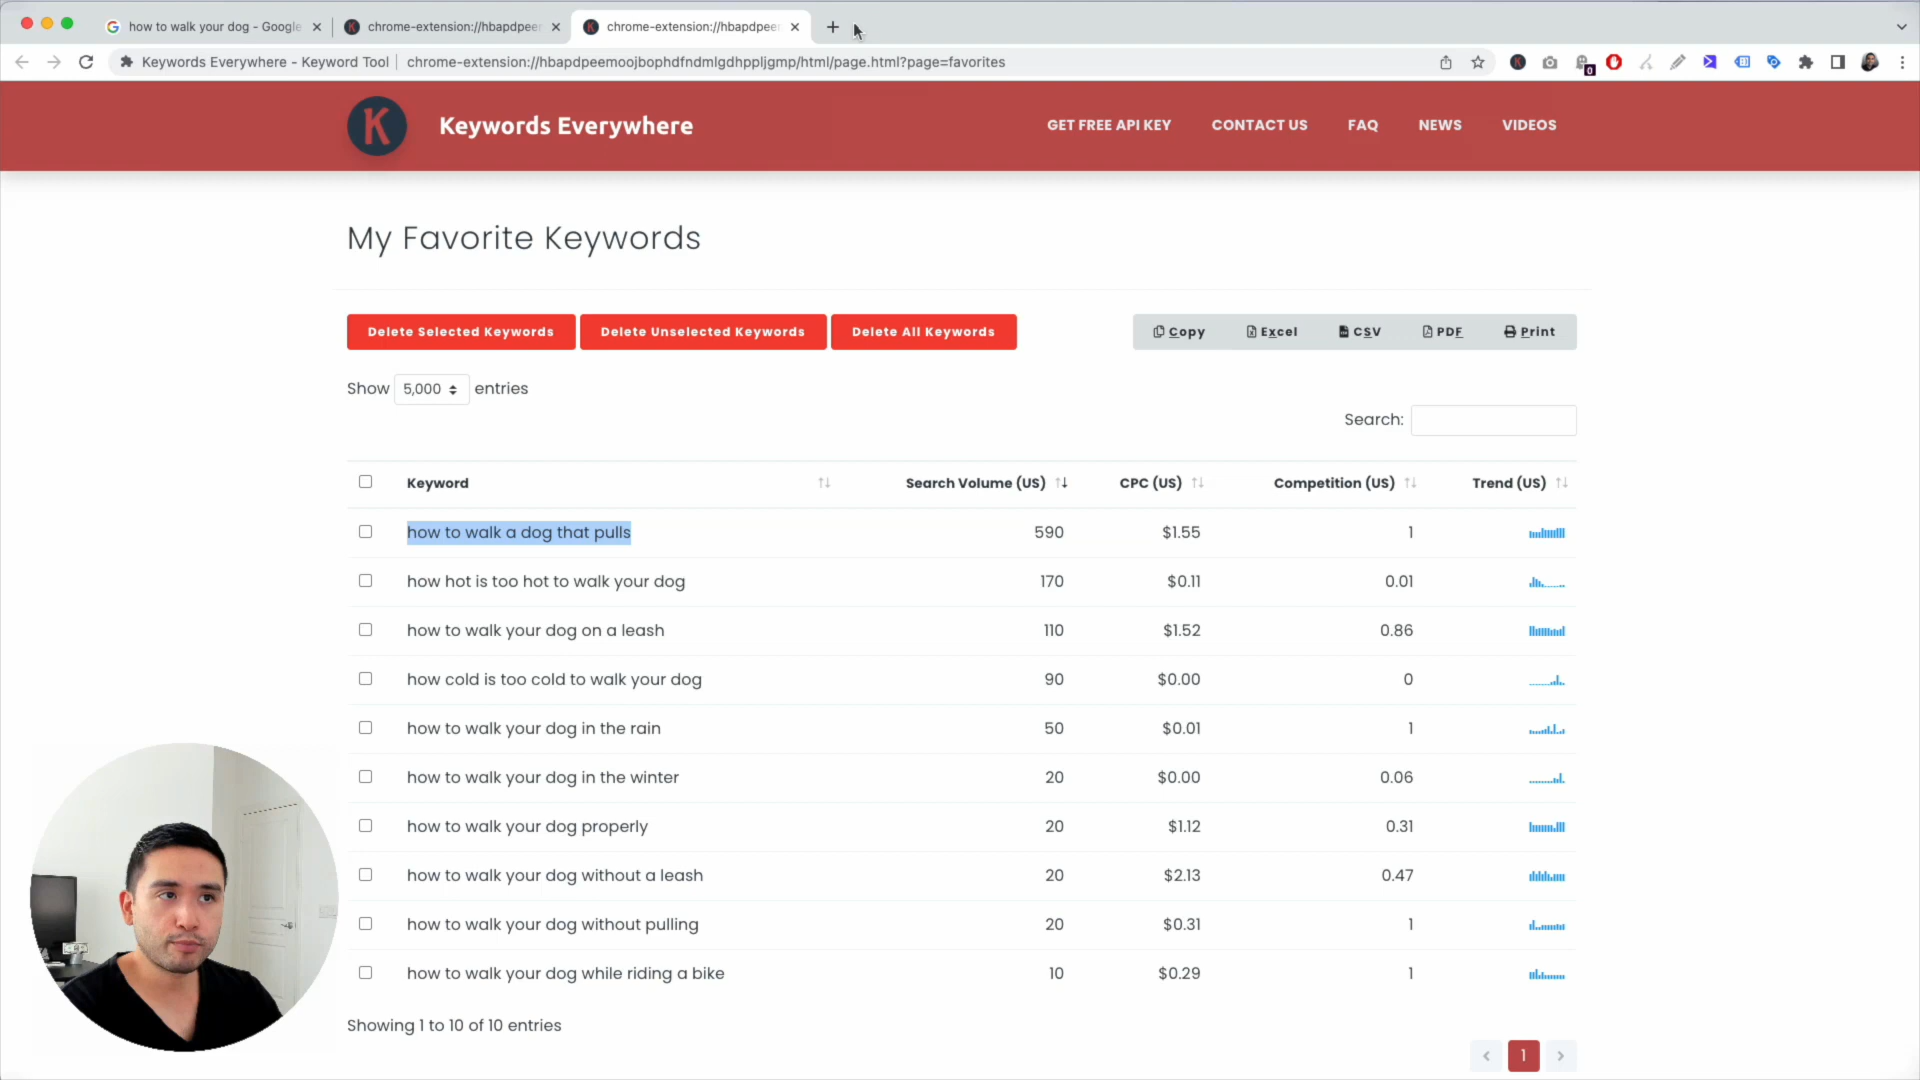 how to walk your dog - Google
chrome-extension://hbapdpee
chrome-extension://hbapdpee
Keywords Everywhere - Keyword Tool
chrome-extension://hbapdpeemoojbophdfndmlgdhppljgmp/html/page.html?page=favorites
0
K
Keywords Everywhere
GET FREE API KEY
CONTACT US
FAQ
NEWS
VIDEOS
My Favorite Keywords
Delete Selected Keywords
Delete Unselected Keywords
Delete All Keywords
Copy
Excel
CSV
PDF
Print
Show 5,000 entries
Search:
Keyword Search Volume (US) CPC (US) Competition (US) Trend (US)
how to walk a dog that pulls 590 $1.55 1
how hot is too hot to walk your dog 170 $0.11 0.01
how to walk your dog on a leash 110 $1.52 0.86
how cold is too cold to walk your dog 90 $0.00 0
how to walk your dog in the rain 50 $0.01 1
how to walk your dog in the winter 20 $0.00 0.06
how to walk your dog properly 20 $1.12 0.31
how to walk your dog without a leash 20 $2.13 0.47
how to walk your dog without pulling 20 $0.31 1
how to walk your dog while riding a bike 10 $0.29 1
Showing 1 to 10 of 10 entries
1